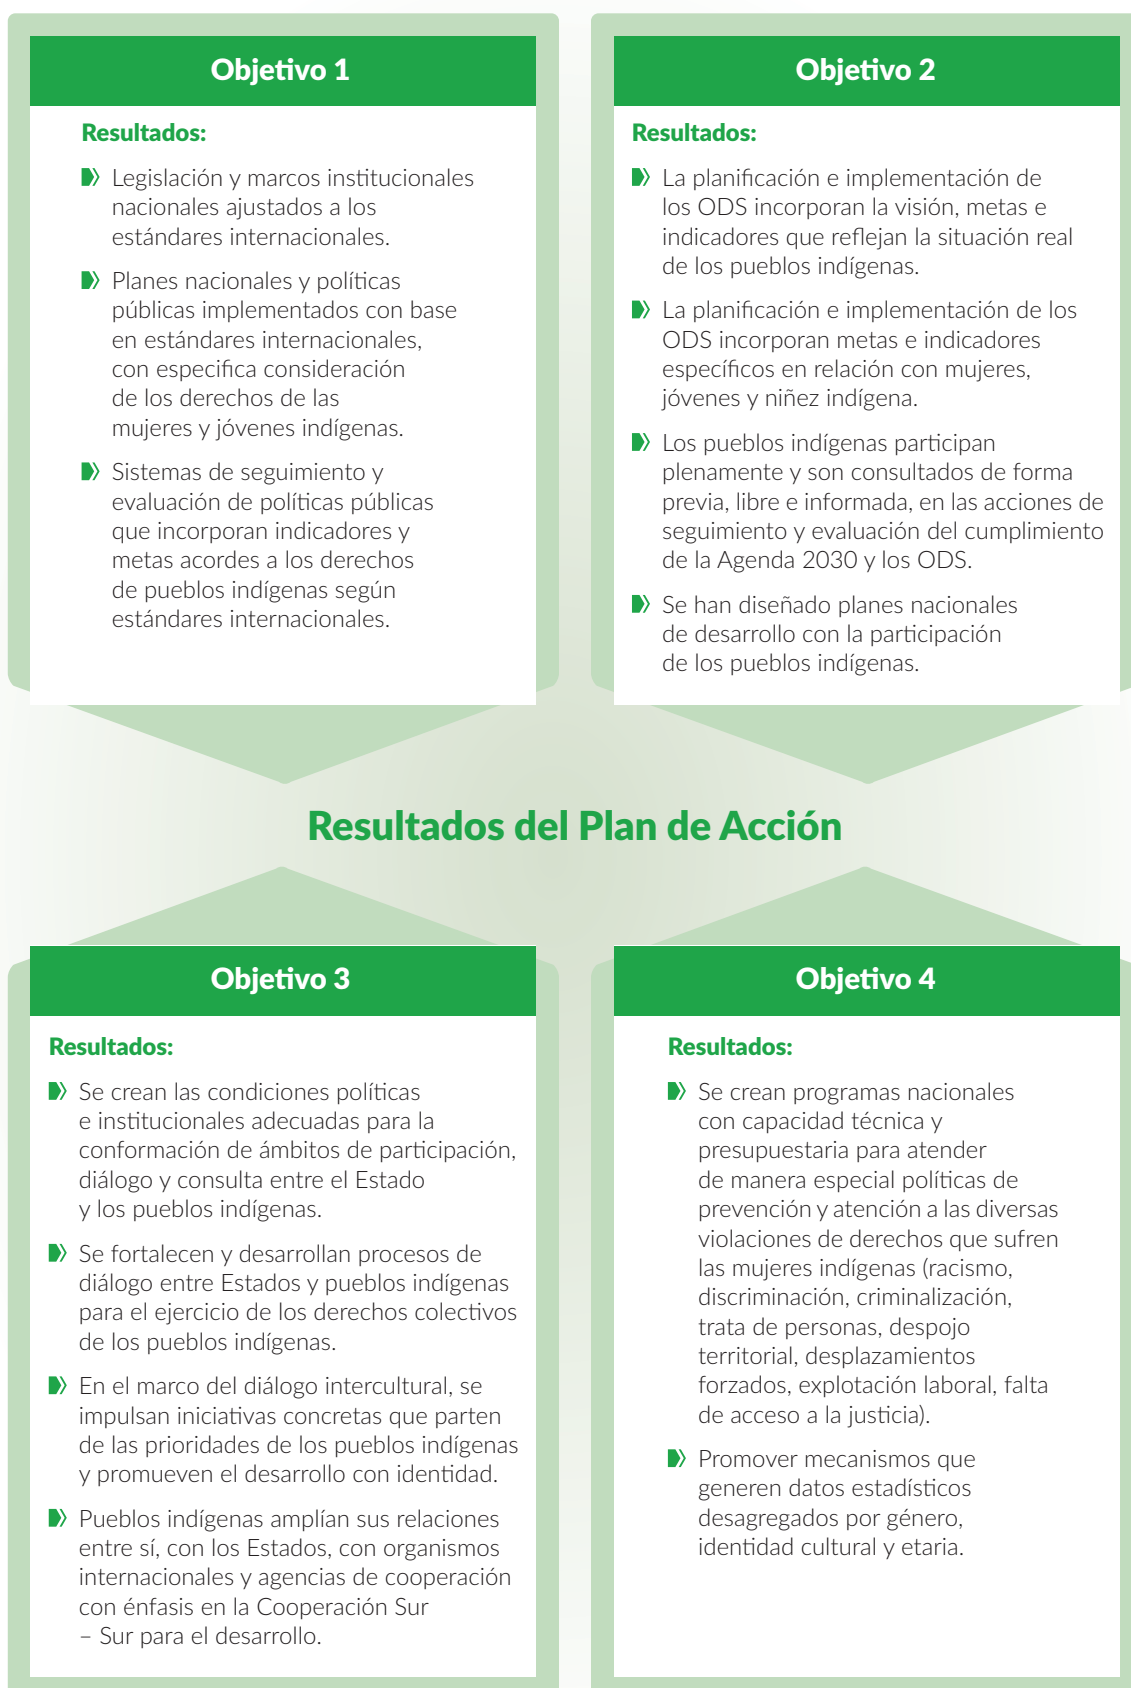 Objetivo 1
Resultados:
Legislación y marcos institucionales
nacionales ajustados a los
estándares internacionales.
Planes nacionales y políticas
públicas implementados con base
en estándares internacionales,
con especifica consideración
de los derechos de las
mujeres y jóvenes indígenas.
Sistemas de seguimiento y
evaluación de políticas públicas
que incorporan indicadores y
metas acordes a los derechos
de pueblos indígenas según
estándares internacionales.
Objetivo 2
Resultados:
La planificación e implementación de
los ODS incorporan la visión, metas e
indicadores que reflejan la situación real
de los pueblos indígenas.
La planificación e implementación de los
ODS incorporan metas e indicadores
específicos en relación con mujeres,
jóvenes y niñez indígena.
Los pueblos indígenas participan
plenamente y son consultados de forma
previa, libre e informada, en las acciones de
seguimiento y evaluación del cumplimiento
de la Agenda 2030 y los ODS.
Se han diseñado planes nacionales
de desarrollo con la participación
de los pueblos indígenas.
Resultados del Plan de Acción
Objetivo 3
Resultados:
Se crean las condiciones políticas
e institucionales adecuadas para la
conformación de ámbitos de participación,
diálogo y consulta entre el Estado
y los pueblos indígenas.
Se fortalecen y desarrollan procesos de
diálogo entre Estados y pueblos indígenas
para el ejercicio de los derechos colectivos
de los pueblos indígenas.
En el marco del diálogo intercultural, se
impulsan iniciativas concretas que parten
de las prioridades de los pueblos indígenas
y promueven el desarrollo con identidad.
Pueblos indígenas amplían sus relaciones
entre sí, con los Estados, con organismos
internacionales y agencias de cooperación
con énfasis en la Cooperación Sur
– Sur para el desarrollo.
Objetivo 4
Resultados:
Se crean programas nacionales
con capacidad técnica y
presupuestaria para atender
de manera especial políticas de
prevención y atención a las diversas
violaciones de derechos que sufren
las mujeres indígenas (racismo,
discriminación, criminalización,
trata de personas, despojo
territorial, desplazamientos
forzados, explotación laboral, falta
de acceso a la justicia).
Promover mecanismos que
generen datos estadísticos
desagregados por género,
identidad cultural y etaria.